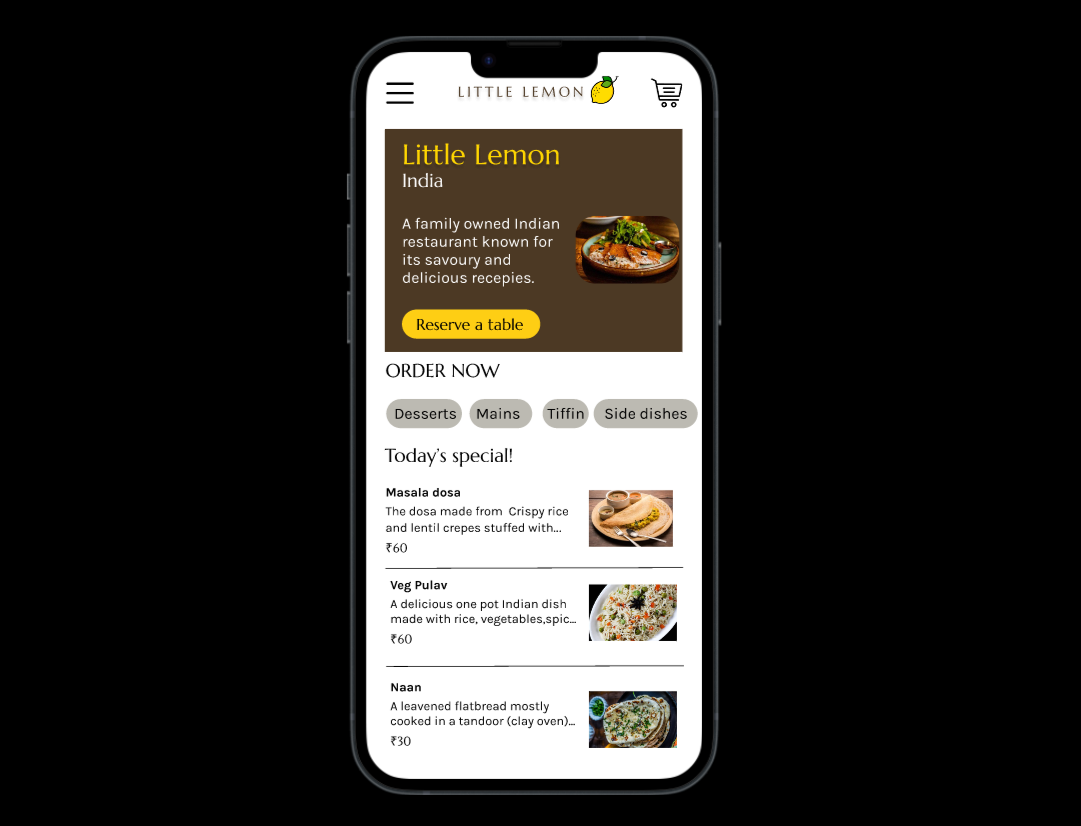 LITTLE LEMON
Little Lemon
India
A family owned Indian
restaurant known for
its savoury and
delicious recepies.
Reserve a table
ORDER NOW
Desserts Mains Tiffin Side dishes
Today's special!
Masala dosa
The dosa made from Crispy rice
and lentil crepes stuffed with...
₹60
Veg Pulav
A delicious one pot Indian dish
made with rice, vegetables,spic...
₹60
Naan
A leavened flatbread mostly
cooked in a tandoor (clay oven)...
₹30